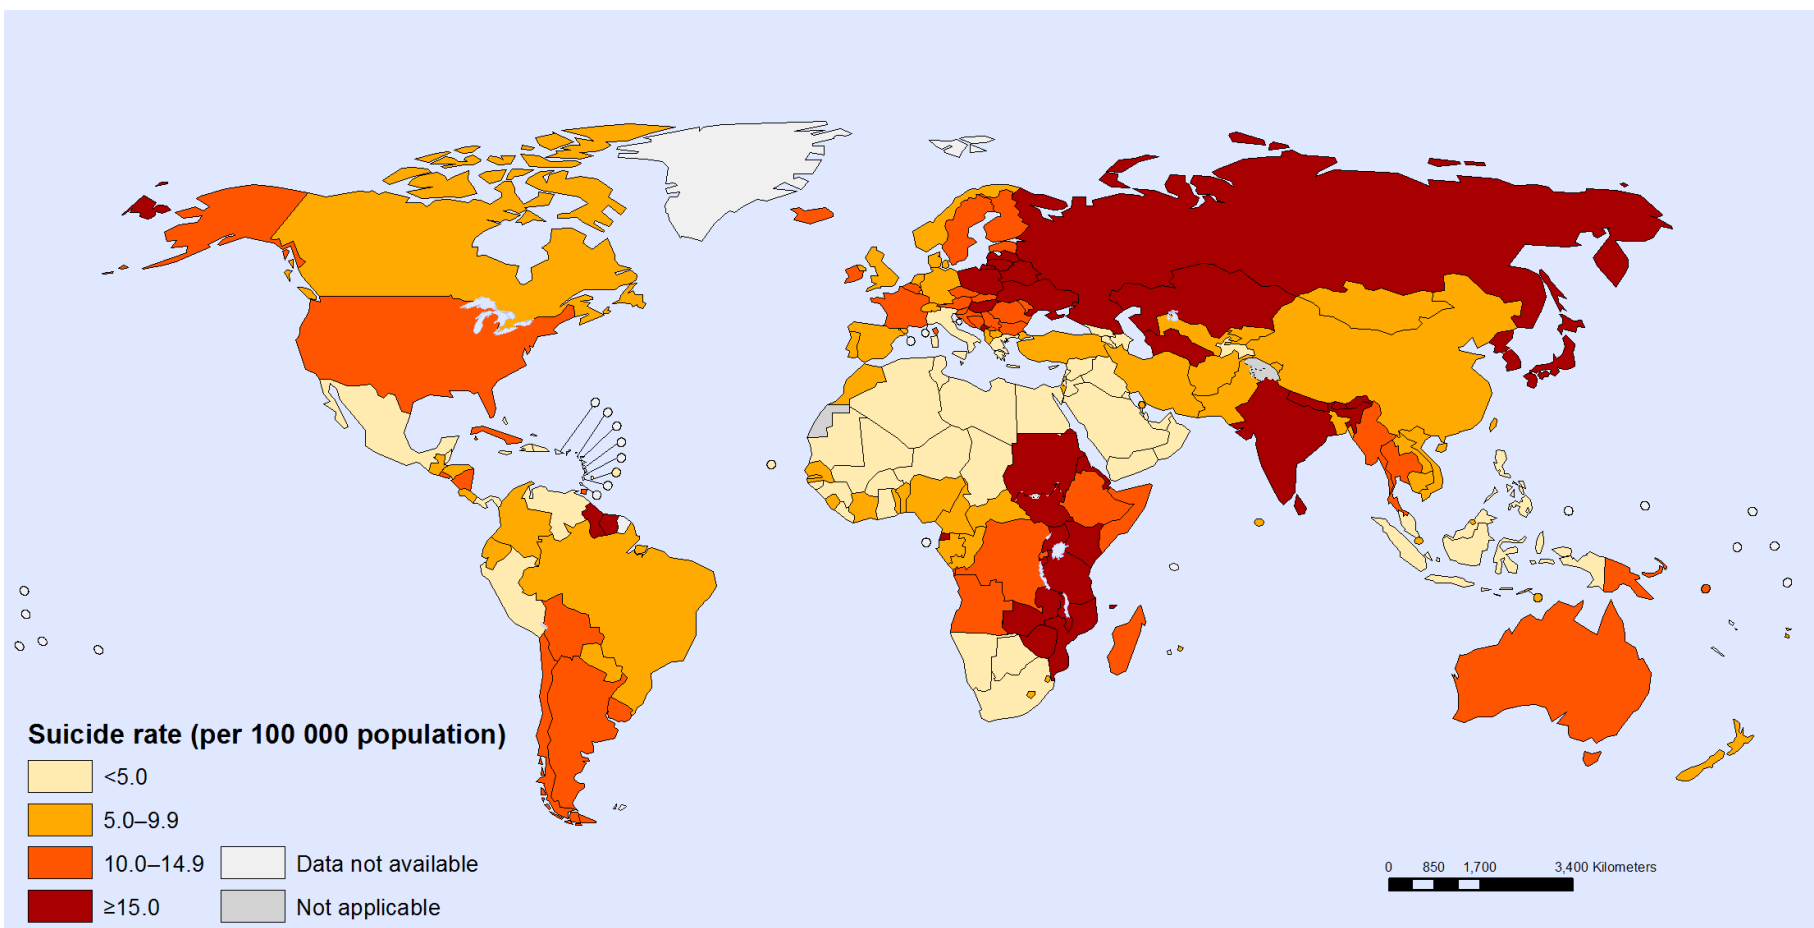 Suicide rate (per 100 000 population)
<5.0
5.0–9.9
10.0–14.9
≥15.0
Data not available
Not applicable
0 850 1,700 3,400 Kilometers